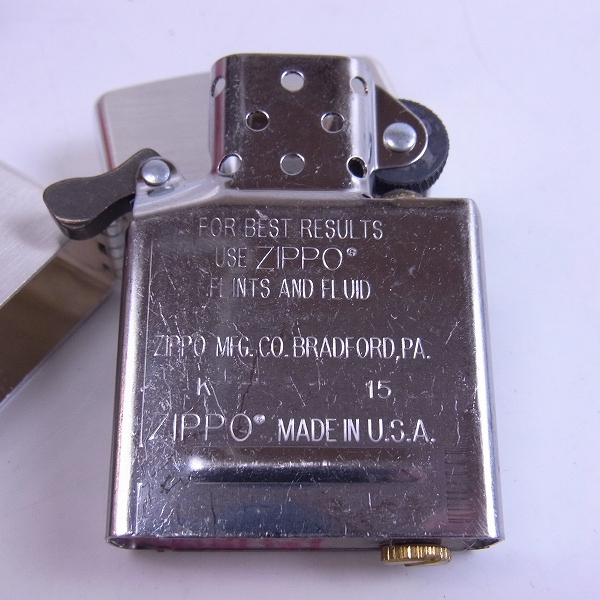 FOR BEST RESULTS
USE ZIPPO®
FLINTS AND FLUID
ZIPPO MFG. CO. BRADFORD, PA.
K 15
ZIPPO® MADE IN U.S.A.